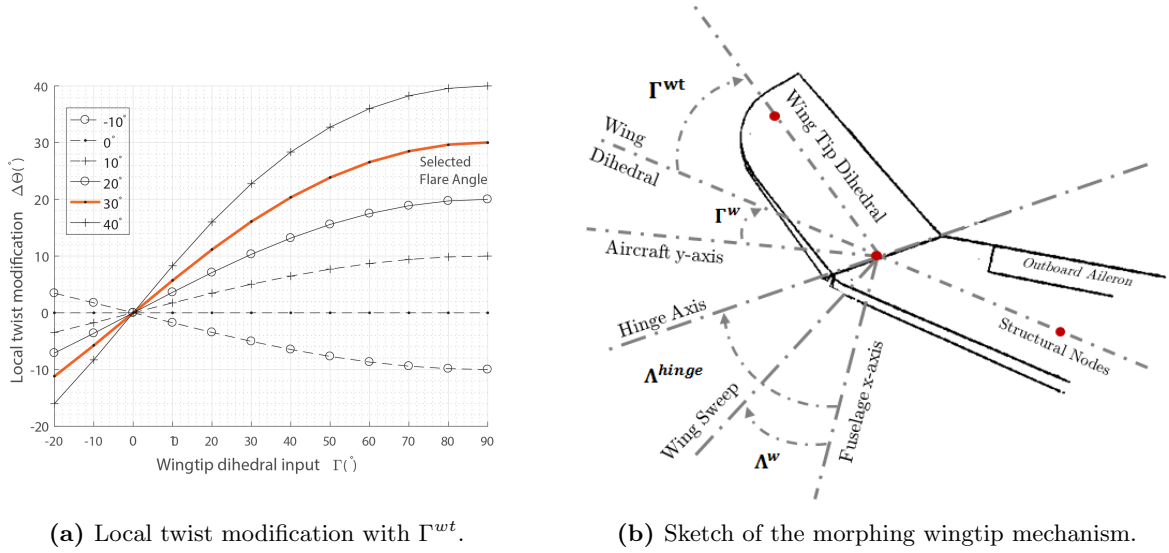 40
30
20
10
0
-10
-20
-20
-10
0
10
20
30
40
50
60
70
80
90
Local twist modification ΔΘ(°)
Wingtip dihedral input Γ(°)
-10°
0°
10°
20°
30°
40°
Selected
Flare Angle
Γ^wt
Wing Tip Dihedral
Wing
Dihedral
Γ^w
Aircraft y-axis
Outboard Aileron
Hinge Axis
Structural Nodes
Λ^hinge
Wing Sweep
Fuselage x-axis
Λ^w
(a) Local twist modification with Γ^wt.
(b) Sketch of the morphing wingtip mechanism.